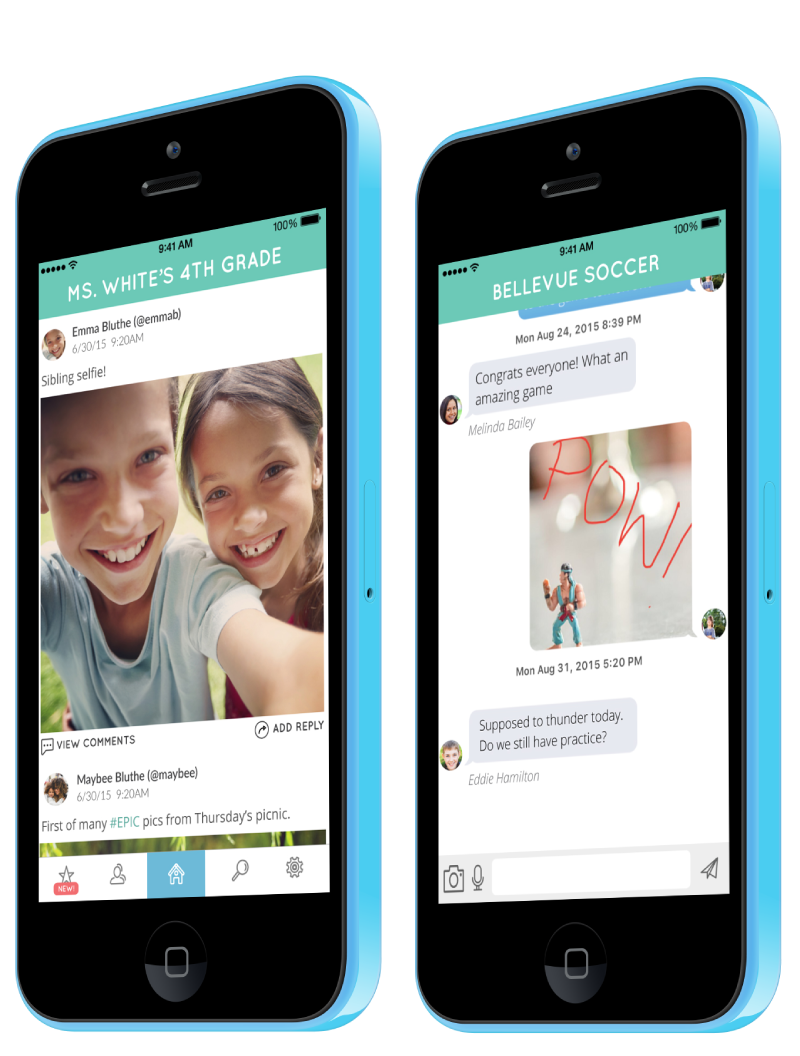 9:41 AM
100%
MS. WHITE'S 4TH GRADE
Emma Bluthe (@emmab)
6/30/15 9:20AM
Sibling selfie!
VIEW COMMENTS
ADD REPLY
Maybee Bluthe (@maybee)
6/30/15 9:20AM
First of many #EPIC pics from Thursday's picnic.
NEW!
9:41 AM
100%
BELLEVUE SOCCER
Mon Aug 24, 2015 8:39 PM
Congrats everyone! What an
amazing game
Melinda Bailey
POW!
Mon Aug 31, 2015 5:20 PM
Supposed to thunder today.
Do we still have practice?
Eddie Hamilton